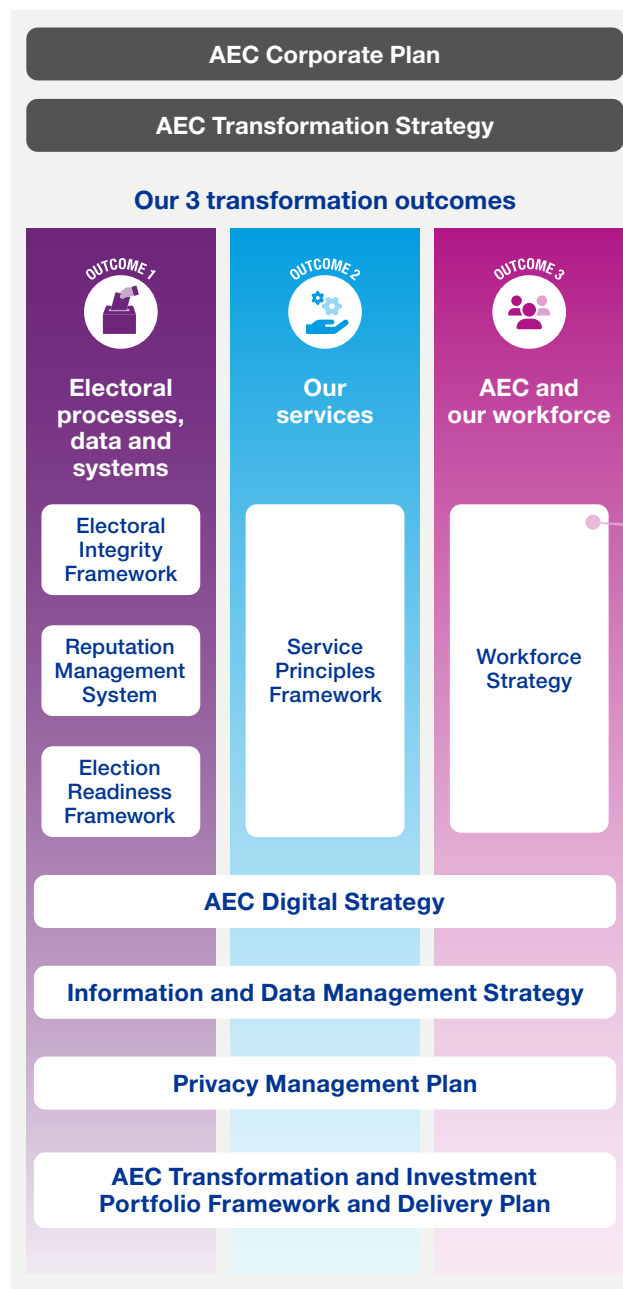 AEC Corporate Plan
AEC Transformation Strategy
Our 3 transformation outcomes
OUTCOME 1
Electoral
processes,
data and
systems
Electoral
Integrity
Framework
Reputation
Management
System
Election
Readiness
Framework
OUTCOME 2
Our
services
Service
Principles
Framework
OUTCOME 3
AEC and
our workforce
Workforce
Strategy
AEC Digital Strategy
Information and Data Management Strategy
Privacy Management Plan
AEC Transformation and Investment
Portfolio Framework and Delivery Plan